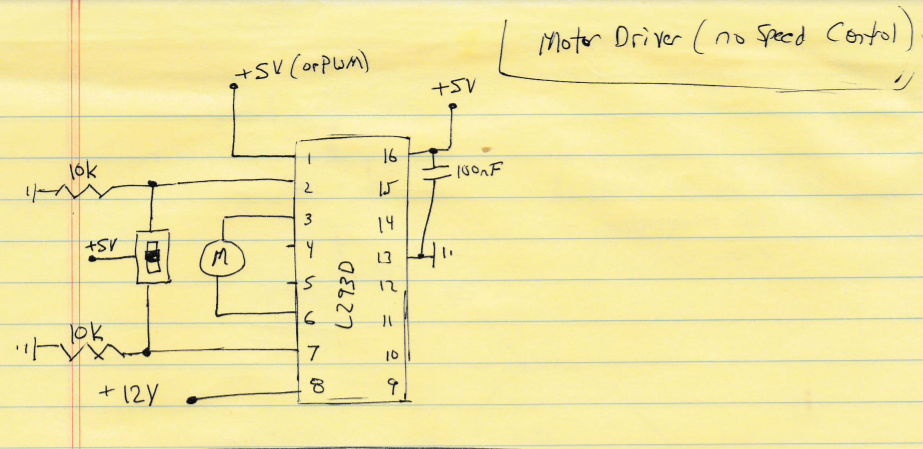 Motor Driver (no Speed Control)
+5V (or PWM)
+5V
1 16
10k
100nF
2 15
3 14
+5V
M
4 13
5 12
L293D
6 11
10k
7 10
8 9
+12V